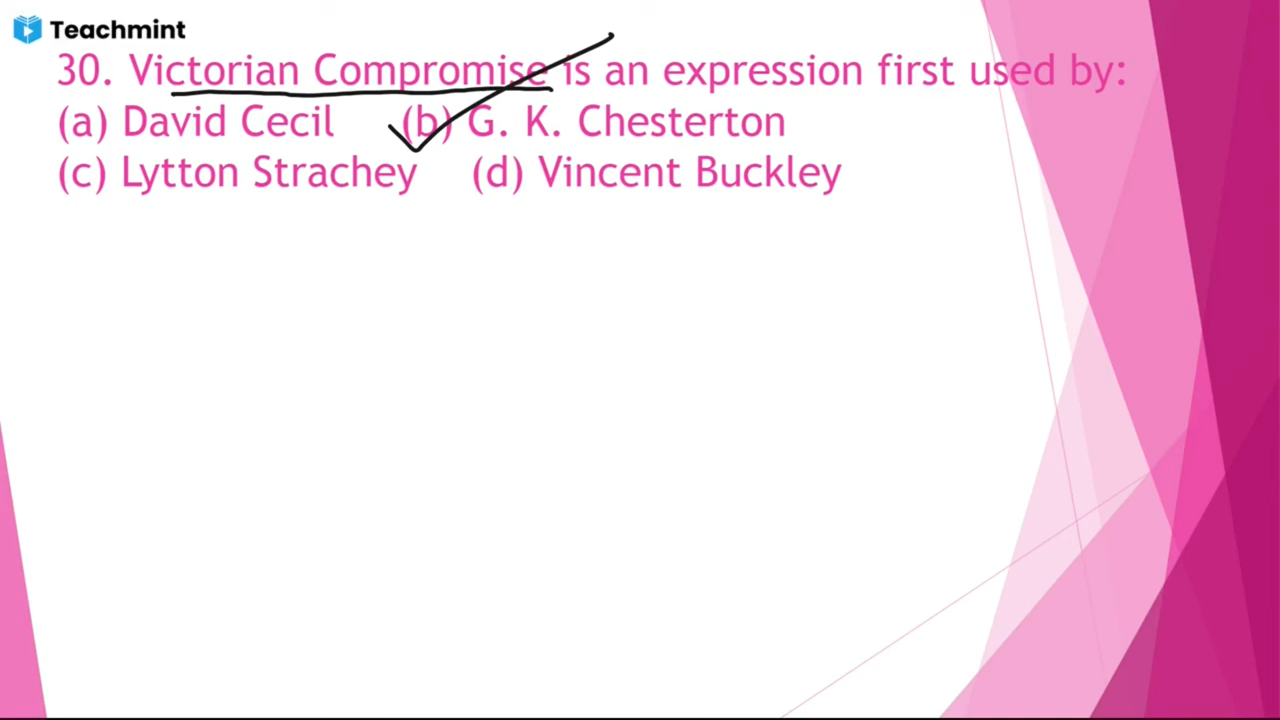 Teachmint
30. Victorian Compromise is an expression first used by:
(a) David Cecil (b) G. K. Chesterton
(c) Lytton Strachey (d) Vincent Buckley